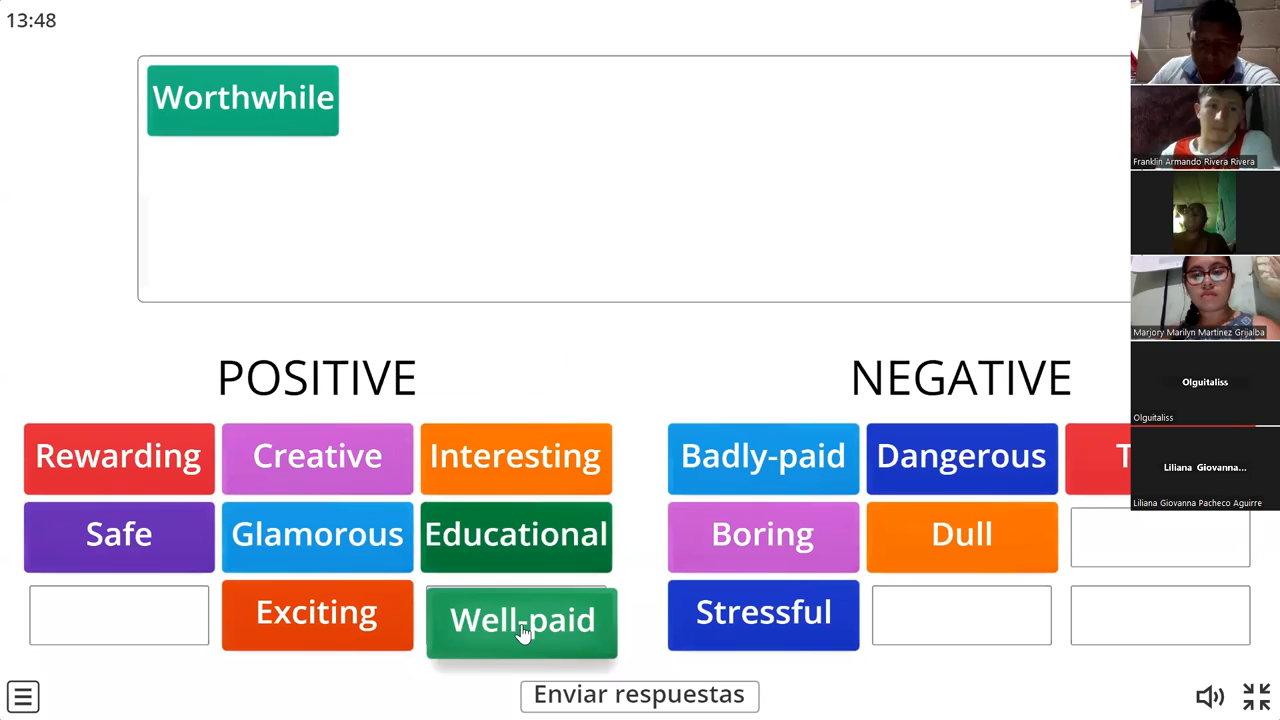 13:48
Worthwhile
Franklin Armando Rivera Rivera
Marjory Marilyn Martinez Grijalba
Olguitaliss
Olguitaliss
Liliana Giovanna...
Liliana Giovanna Pacheco Aguirre
POSITIVE
NEGATIVE
Rewarding Creative Interesting
Badly-paid Dangerous T
Safe Glamorous Educational
Boring Dull
Exciting Well-paid
Stressful
Enviar respuestas